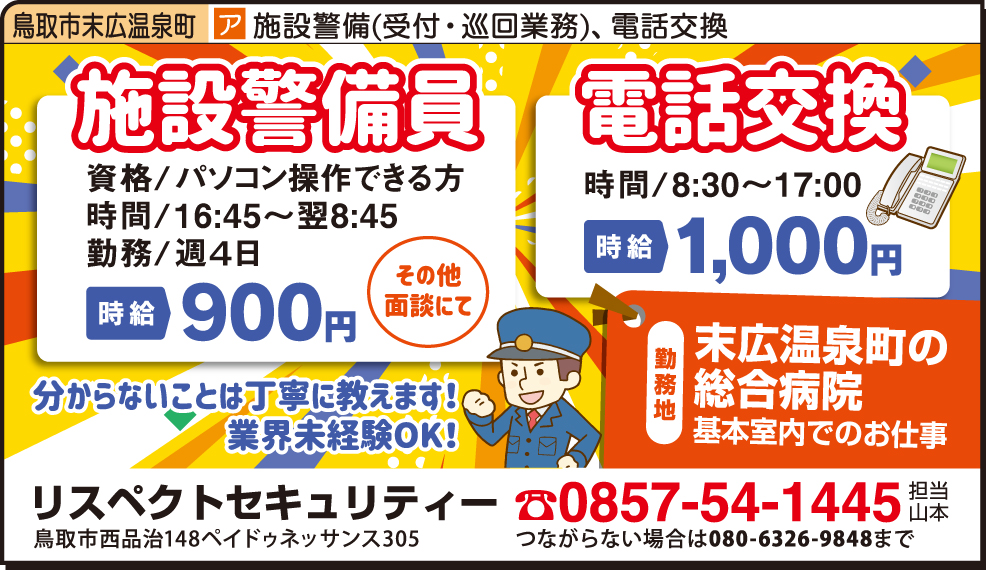 鳥取市末広温泉町 ア 施設警備(受付・巡回業務)、電話交換
施設警備員
資格/パソコン操作できる方
時間/16:45〜翌8:45
勤務/週4日
時給 900円
その他
面談にて
電話交換
時間/8:30〜17:00
時給 1,000円
分からないことは丁寧に教えます!
業界未経験OK!
勤務地
末広温泉町の
総合病院
基本室内でのお仕事
リスペクトセキュリティー
鳥取市西品治148ペイドゥネッサンス305
☎0857-54-1445 担当
山本
つながらない場合は080-6326-9848まで